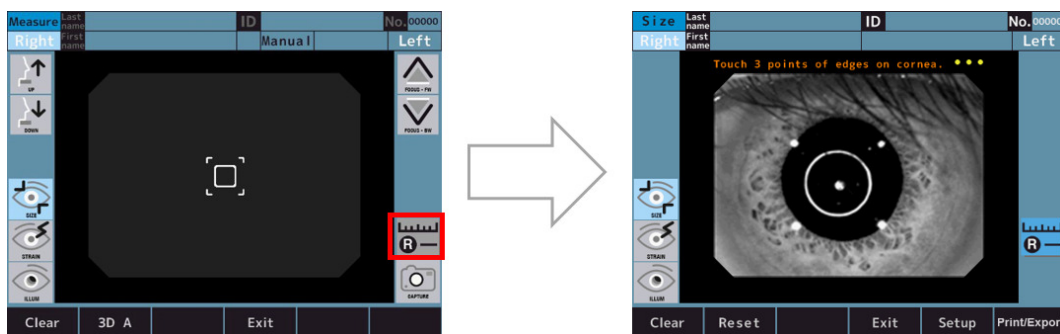 Measure Last name ID No. 00000
Right First name Manual Left
UP
FOCUS - FW
DOWN
FOCUS - BW
SIZE
R
STRAIN
ILLUM
CAPTURE
Clear 3D A Exit
Size Last name ID No. 00000
Right First name Left
Touch 3 points of edges on cornea.
SIZE
R
STRAIN
ILLUM
Clear Reset Exit Setup Print/Expor